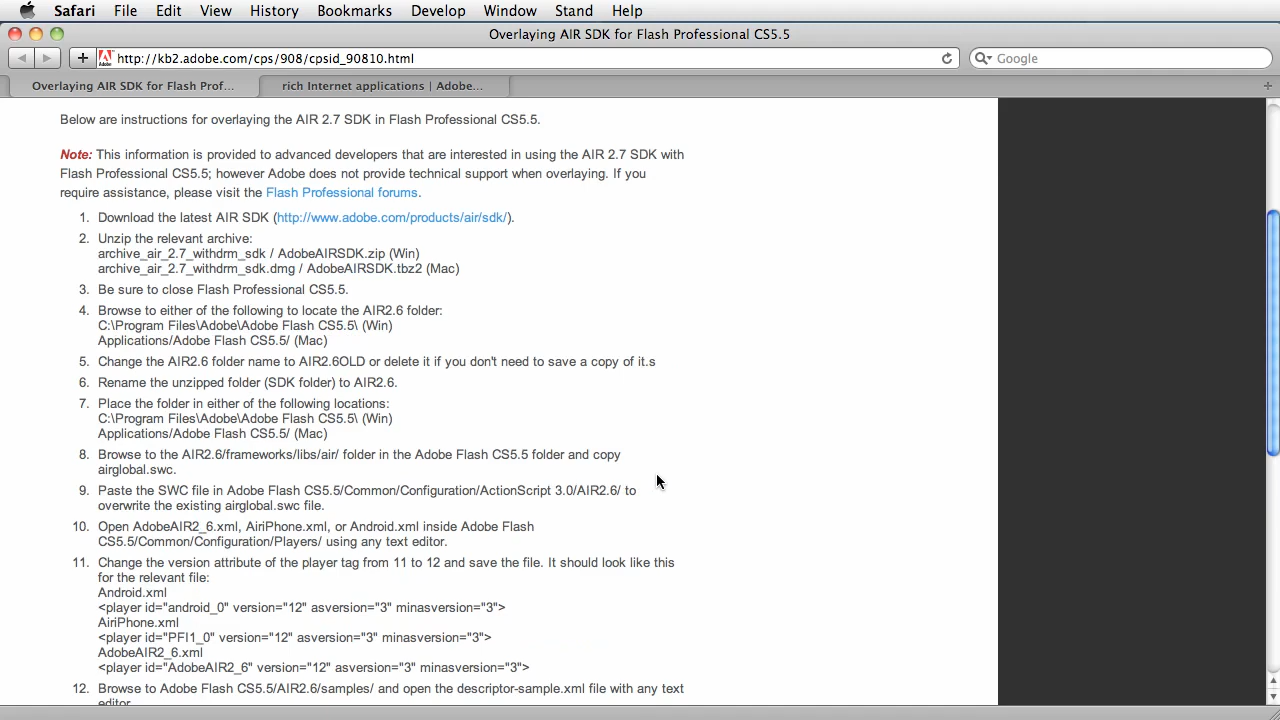 Safari File Edit View History Bookmarks Develop Window Stand Help
Overlaying AIR SDK for Flash Professional CS5.5
http://kb2.adobe.com/cps/908/cpsid_90810.html Google
Overlaying AIR SDK for Flash Prof... rich Internet applications | Adobe...
Below are instructions for overlaying the AIR 2.7 SDK in Flash Professional CS5.5.
Note: This information is provided to advanced developers that are interested in using the AIR 2.7 SDK with
Flash Professional CS5.5; however Adobe does not provide technical support when overlaying. If you
require assistance, please visit the Flash Professional forums.
1. Download the latest AIR SDK (http://www.adobe.com/products/air/sdk/).
2. Unzip the relevant archive:
archive_air_2.7_withdrm_sdk / AdobeAIRSDK.zip (Win)
archive_air_2.7_withdrm_sdk.dmg / AdobeAIRSDK.tbz2 (Mac)
3. Be sure to close Flash Professional CS5.5.
4. Browse to either of the following to locate the AIR2.6 folder:
C:\Program Files\Adobe\Adobe Flash CS5.5\ (Win)
Applications/Adobe Flash CS5.5/ (Mac)
5. Change the AIR2.6 folder name to AIR2.6OLD or delete it if you don't need to save a copy of it.s
6. Rename the unzipped folder (SDK folder) to AIR2.6.
7. Place the folder in either of the following locations:
C:\Program Files\Adobe\Adobe Flash CS5.5\ (Win)
Applications/Adobe Flash CS5.5/ (Mac)
8. Browse to the AIR2.6/frameworks/libs/air/ folder in the Adobe Flash CS5.5 folder and copy
airglobal.swc.
9. Paste the SWC file in Adobe Flash CS5.5/Common/Configuration/ActionScript 3.0/AIR2.6/ to
overwrite the existing airglobal.swc file.
10. Open AdobeAIR2_6.xml, AiriPhone.xml, or Android.xml inside Adobe Flash
CS5.5/Common/Configuration/Players/ using any text editor.
11. Change the version attribute of the player tag from 11 to 12 and save the file. It should look like this
for the relevant file:
Android.xml
<player id="android_0" version="12" asversion="3" minasversion="3">
AiriPhone.xml
<player id="PFI1_0" version="12" asversion="3" minasversion="3">
AdobeAIR2_6.xml
<player id="AdobeAIR2_6" version="12" asversion="3" minasversion="3">
12. Browse to Adobe Flash CS5.5/AIR2.6/samples/ and open the descriptor-sample.xml file with any text
editor.